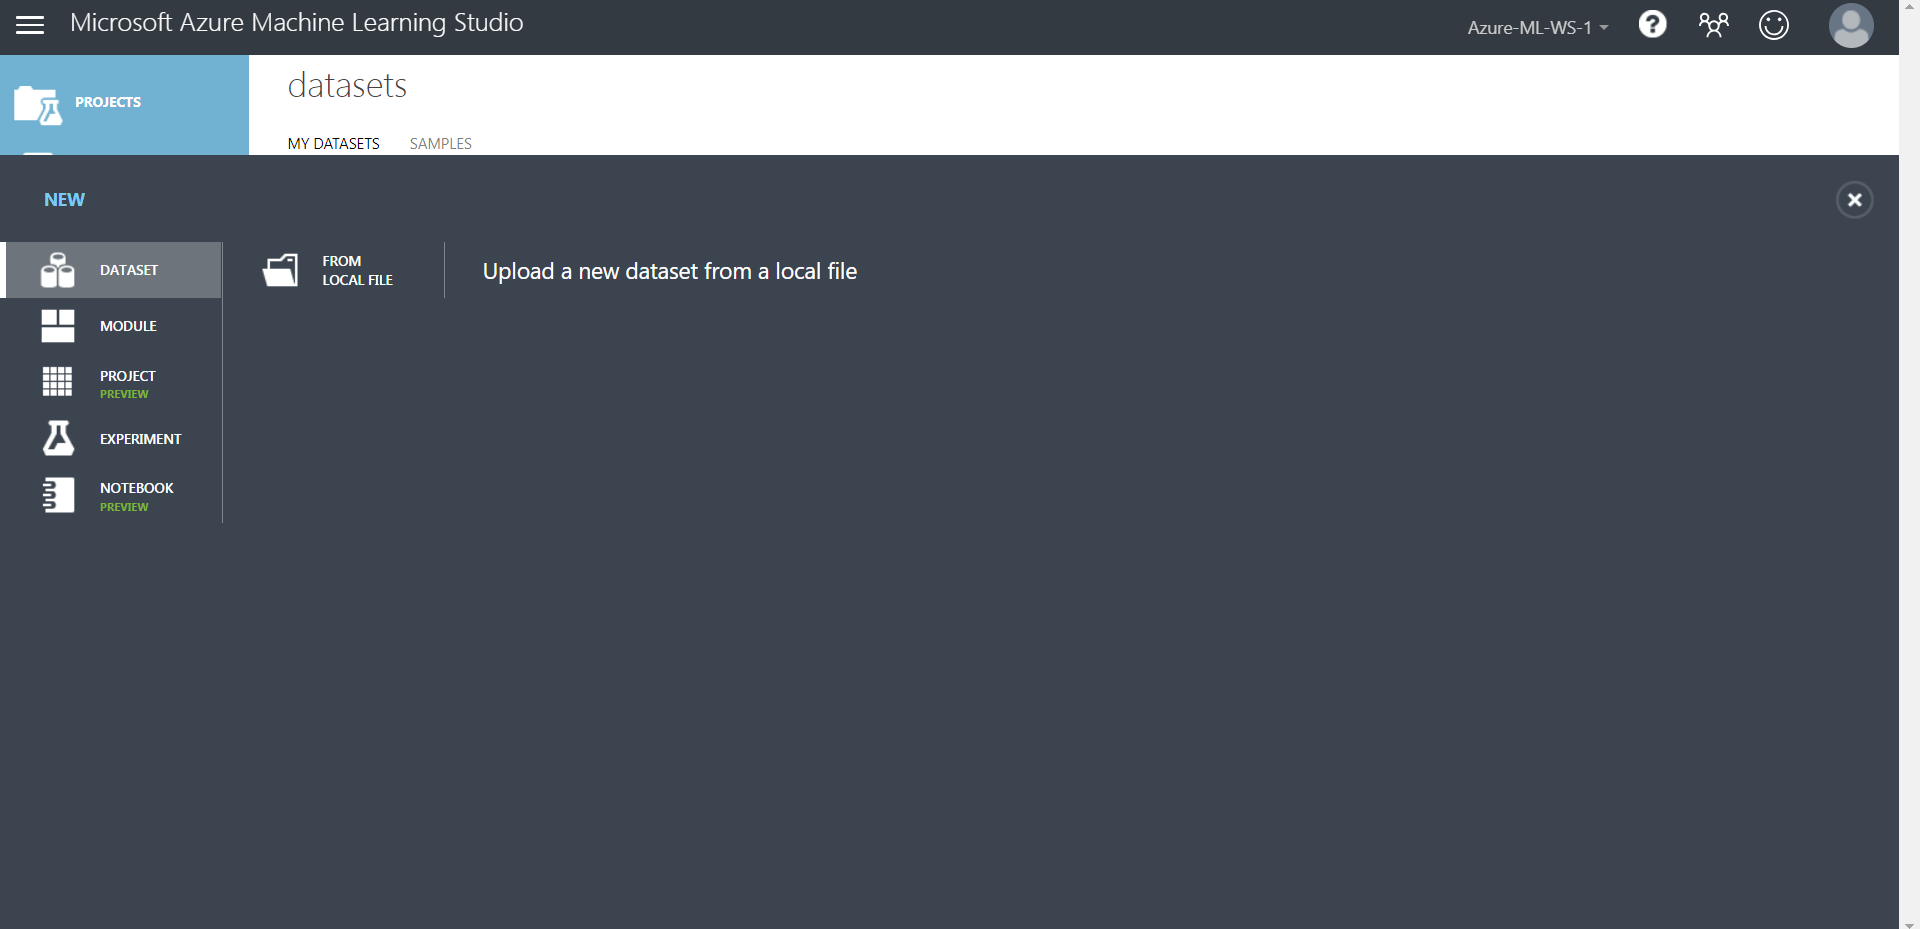 Microsoft Azure Machine Learning Studio
Azure-ML-WS-1
PROJECTS
datasets
MY DATASETS
SAMPLES
NEW
DATASET
FROM
LOCAL FILE
Upload a new dataset from a local file
MODULE
PROJECT
PREVIEW
EXPERIMENT
NOTEBOOK
PREVIEW